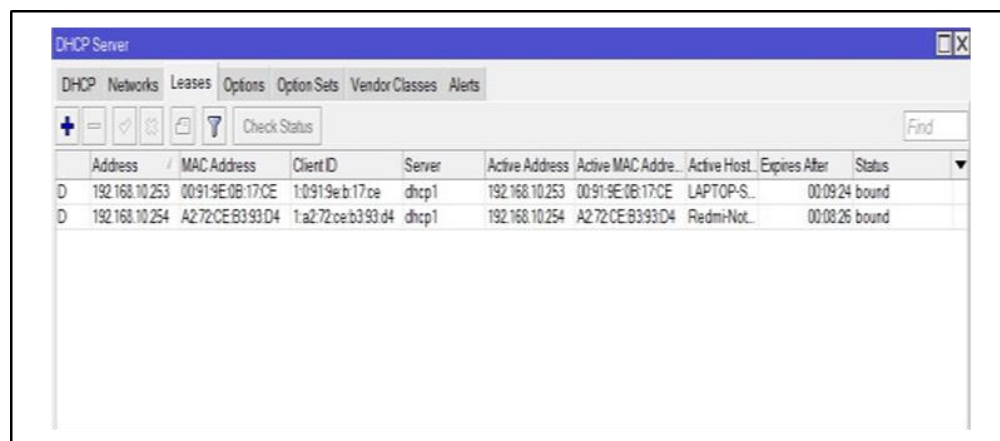 DHCP Server
DHCP Networks Leases Options Option Sets Vendor Classes Alerts
Check Status Find
Address MAC Address Client ID Server Active Address Active MAC Addre... Active Host... Expires After Status
D 192.168.10.253 00:91:9E:0B:17:CE 1:0:91:9e:b:17:ce dhcp1 192.168.10.253 00:91:9E:0B:17:CE LAPTOP-S... 00:09:24 bound
D 192.168.10.254 A2:72:CE:B3:93:D4 1:a2:72:ce:b3:93:d4 dhcp1 192.168.10.254 A2:72:CE:B3:93:D4 Redmi-Not... 00:08:26 bound